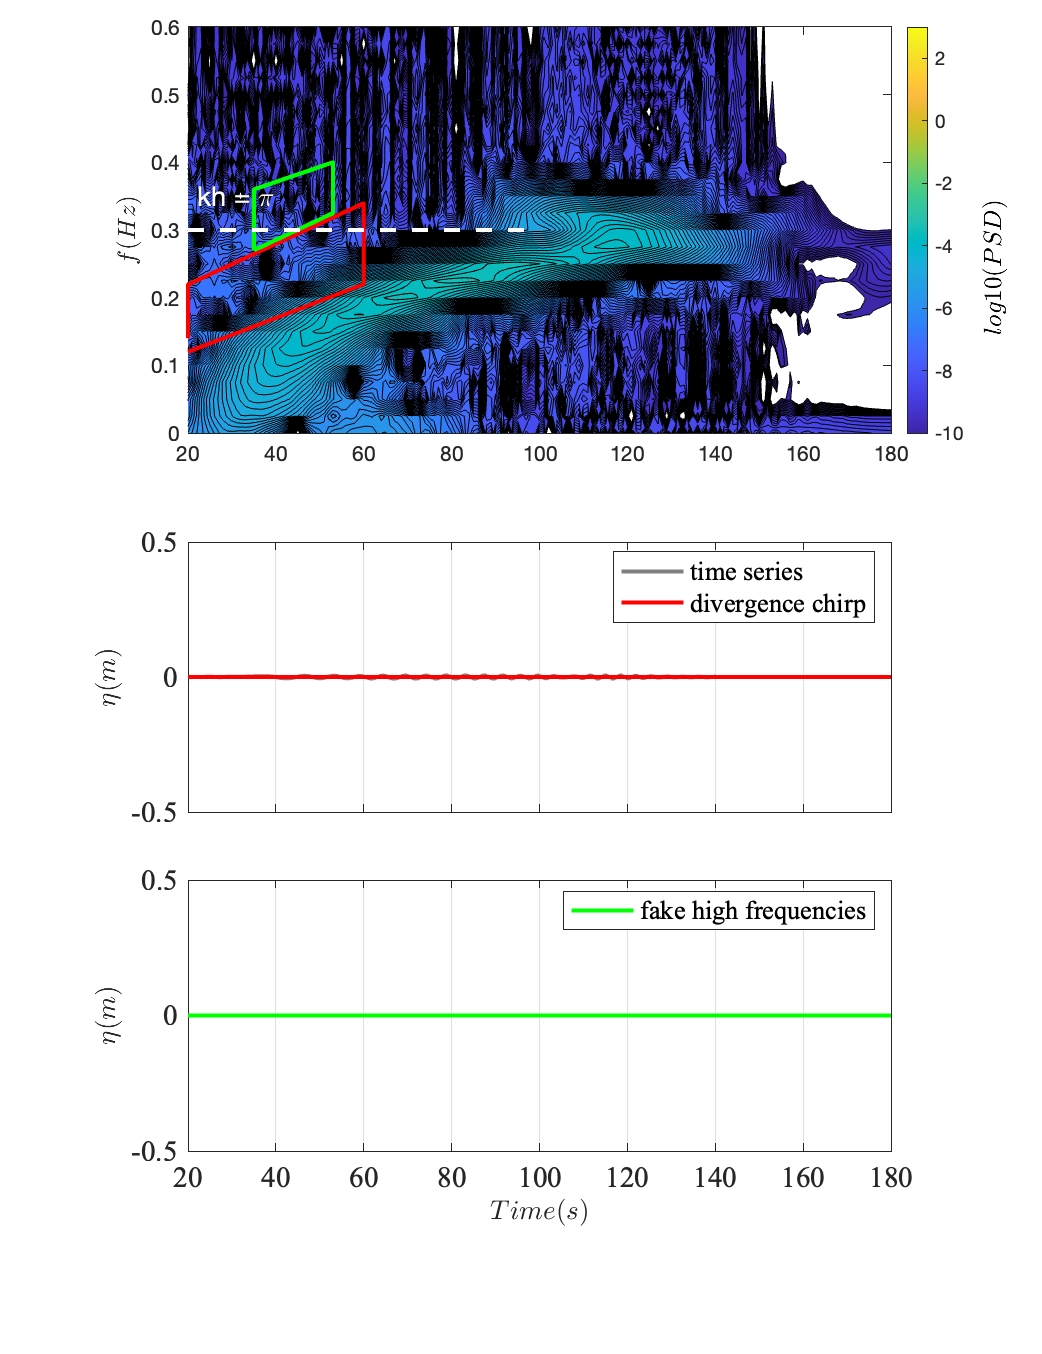 0.6
0.5
0.4
0.3
0.2
0.1
0
f(Hz)
kh = π
20 40 60 80 100 120 140 160 180
2
0
-2
-4
-6
-8
-10
log10(PSD)
0.5
0
-0.5
η(m)
time series
divergence chirp
0.5
0
-0.5
η(m)
fake high frequencies
20 40 60 80 100 120 140 160 180
Time(s)